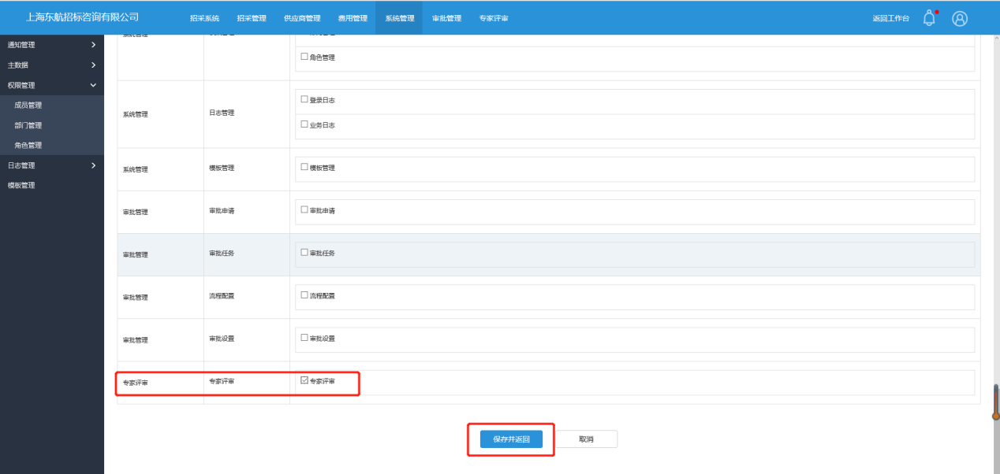 上海东航招标咨询有限公司 招采系统 招采管理 供应商管理 费用管理 系统管理 审批管理 专家评审 返回工作台
通知管理
主数据
权限管理
成员管理
部门管理
角色管理
日志管理
模板管理
角色管理
系统管理 日志管理 登录日志
业务日志
系统管理 模板管理 模板管理
审批管理 审批申请 审批申请
审批管理 审批任务 审批任务
审批管理 流程配置 流程配置
审批管理 审批设置 审批设置
专家评审 专家评审 专家评审
保存并返回 取消